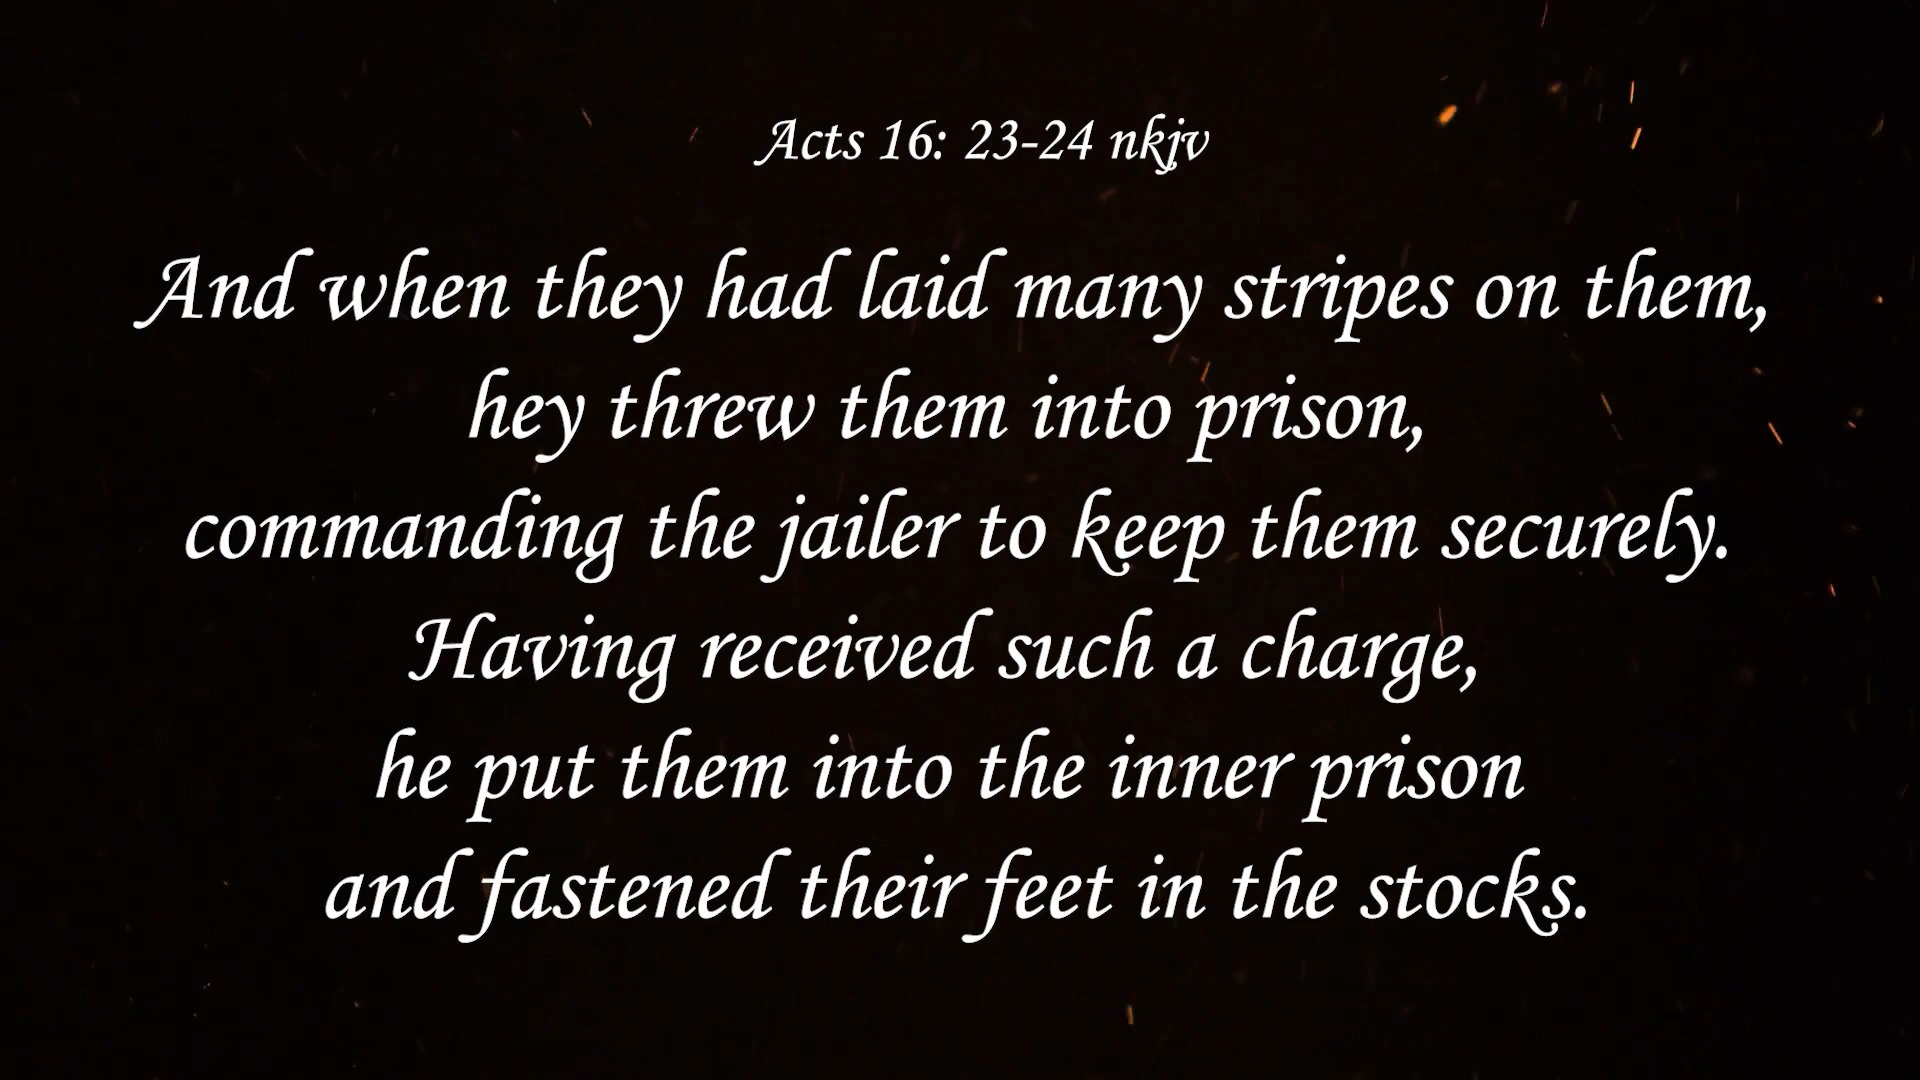 Acts 16: 23-24 nkjv
And when they had laid many stripes on them,
hey threw them into prison,
commanding the jailer to keep them securely.
Having received such a charge,
he put them into the inner prison
and fastened their feet in the stocks.